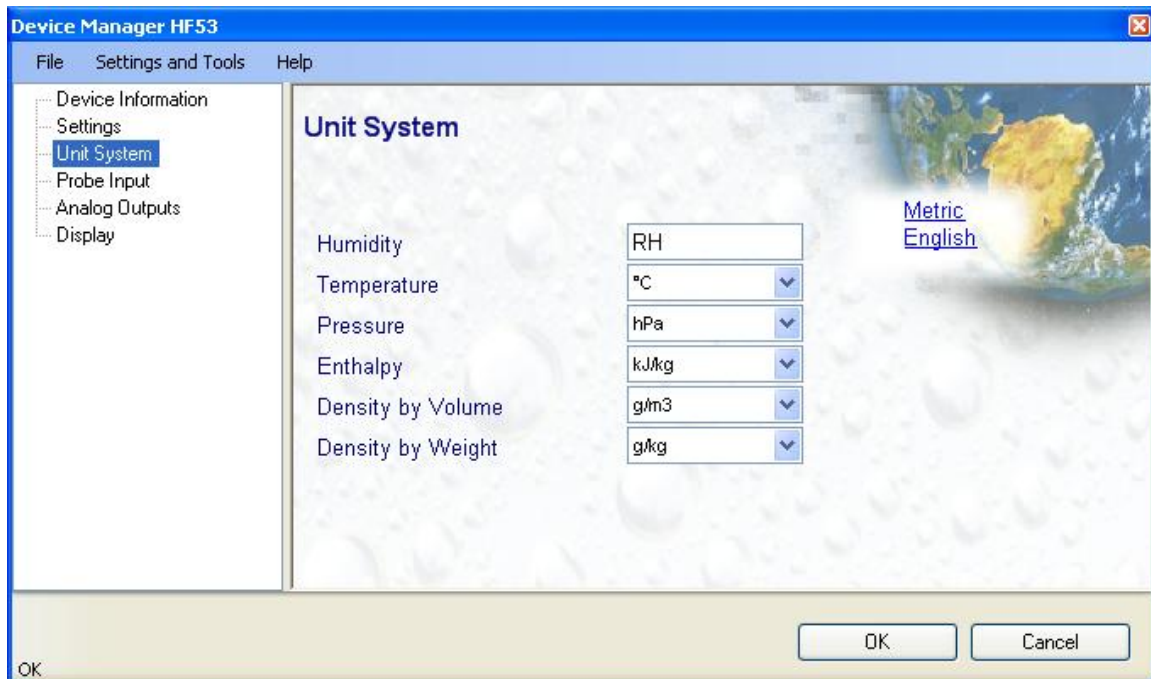 Device Manager HF53
File Settings and Tools Help
Device Information
Settings
Unit System
Probe Input
Analog Outputs
Display
Unit System
Metric
English
Humidity RH
Temperature °C
Pressure hPa
Enthalpy kJ/kg
Density by Volume g/m3
Density by Weight g/kg
OK Cancel
OK